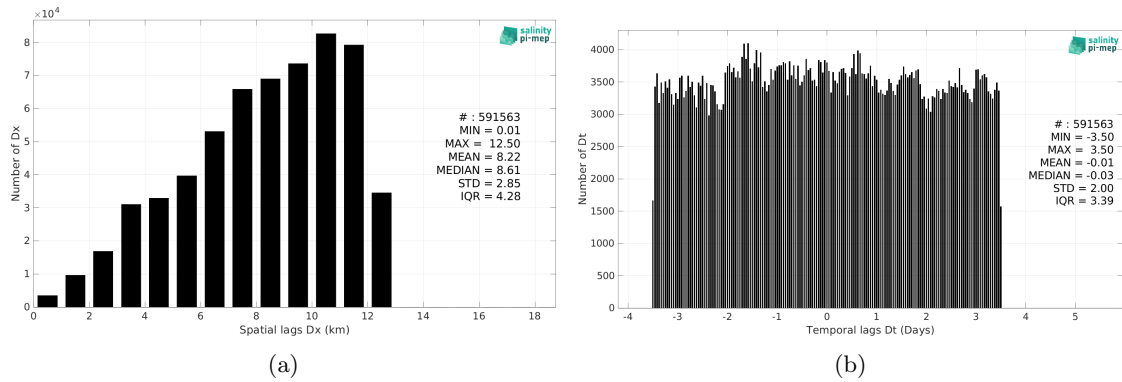 ×10⁴
8
7
6
5
4
3
2
1
0
Number of Dx
salinity
pi-mep
# : 591563
MIN = 0.01
MAX = 12.50
MEAN = 8.22
MEDIAN = 8.61
STD = 2.85
IQR = 4.28
0 2 4 6 8 10 12 14 16 18
Spatial lags Dx (km)
(a)
4000
3500
3000
2500
2000
1500
1000
500
0
Number of Dt
salinity
pi-mep
# : 591563
MIN = -3.50
MAX = 3.50
MEAN = -0.01
MEDIAN = -0.03
STD = 2.00
IQR = 3.39
-4 -3 -2 -1 0 1 2 3 4 5
Temporal lags Dt (Days)
(b)